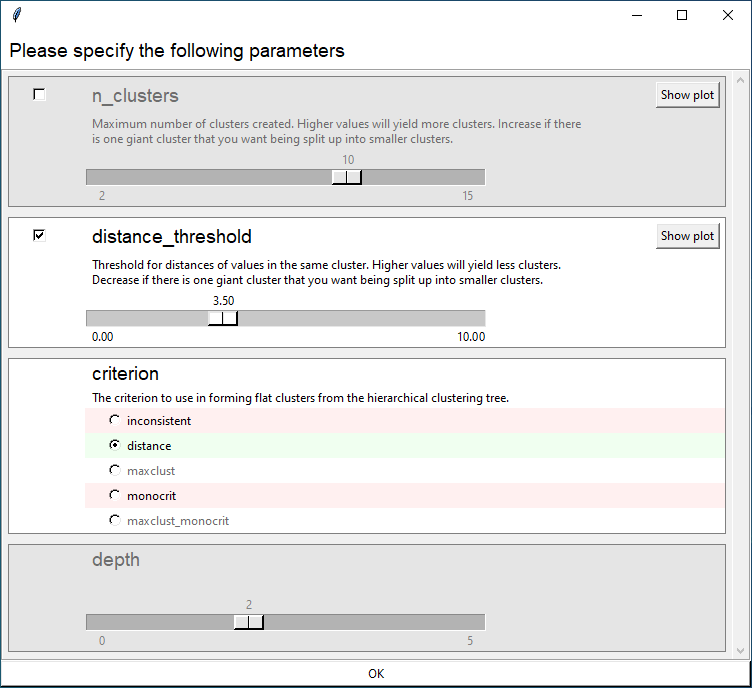 Please specify the following parameters
n_clusters
Show plot
Maximum number of clusters created. Higher values will yield more clusters. Increase if there
is one giant cluster that you want being split up into smaller clusters.
10
2 15
distance_threshold
Show plot
Threshold for distances of values in the same cluster. Higher values will yield less clusters.
Decrease if there is one giant cluster that you want being split up into smaller clusters.
3.50
0.00 10.00
criterion
The criterion to use in forming flat clusters from the hierarchical clustering tree.
inconsistent
distance
maxclust
monocrit
maxclust_monocrit
depth
2
0 5
OK